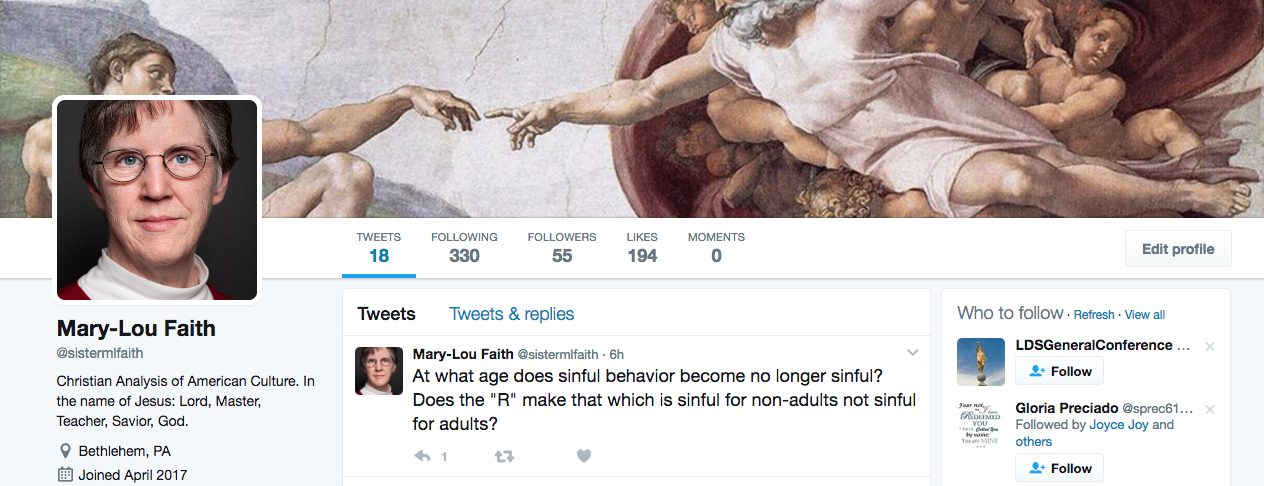 TWEETS FOLLOWING FOLLOWERS LIKES MOMENTS
18 330 55 194 0
Edit profile
Mary-Lou Faith
@sistermlfaith
Christian Analysis of American Culture. In
the name of Jesus: Lord, Master,
Teacher, Savior, God.
Bethlehem, PA
Joined April 2017
Tweets Tweets & replies
Mary-Lou Faith @sistermlfaith · 6h
At what age does sinful behavior become no longer sinful?
Does the "R" make that which is sinful for non-adults not sinful
for adults?
1
Who to follow · Refresh · View all
LDSGeneralConference ...
Follow
Fear not,
REDEEMED
YOU
by name.
You are MINE
Gloria Preciado @sprec61...
Followed by Joyce Joy and
others
Follow